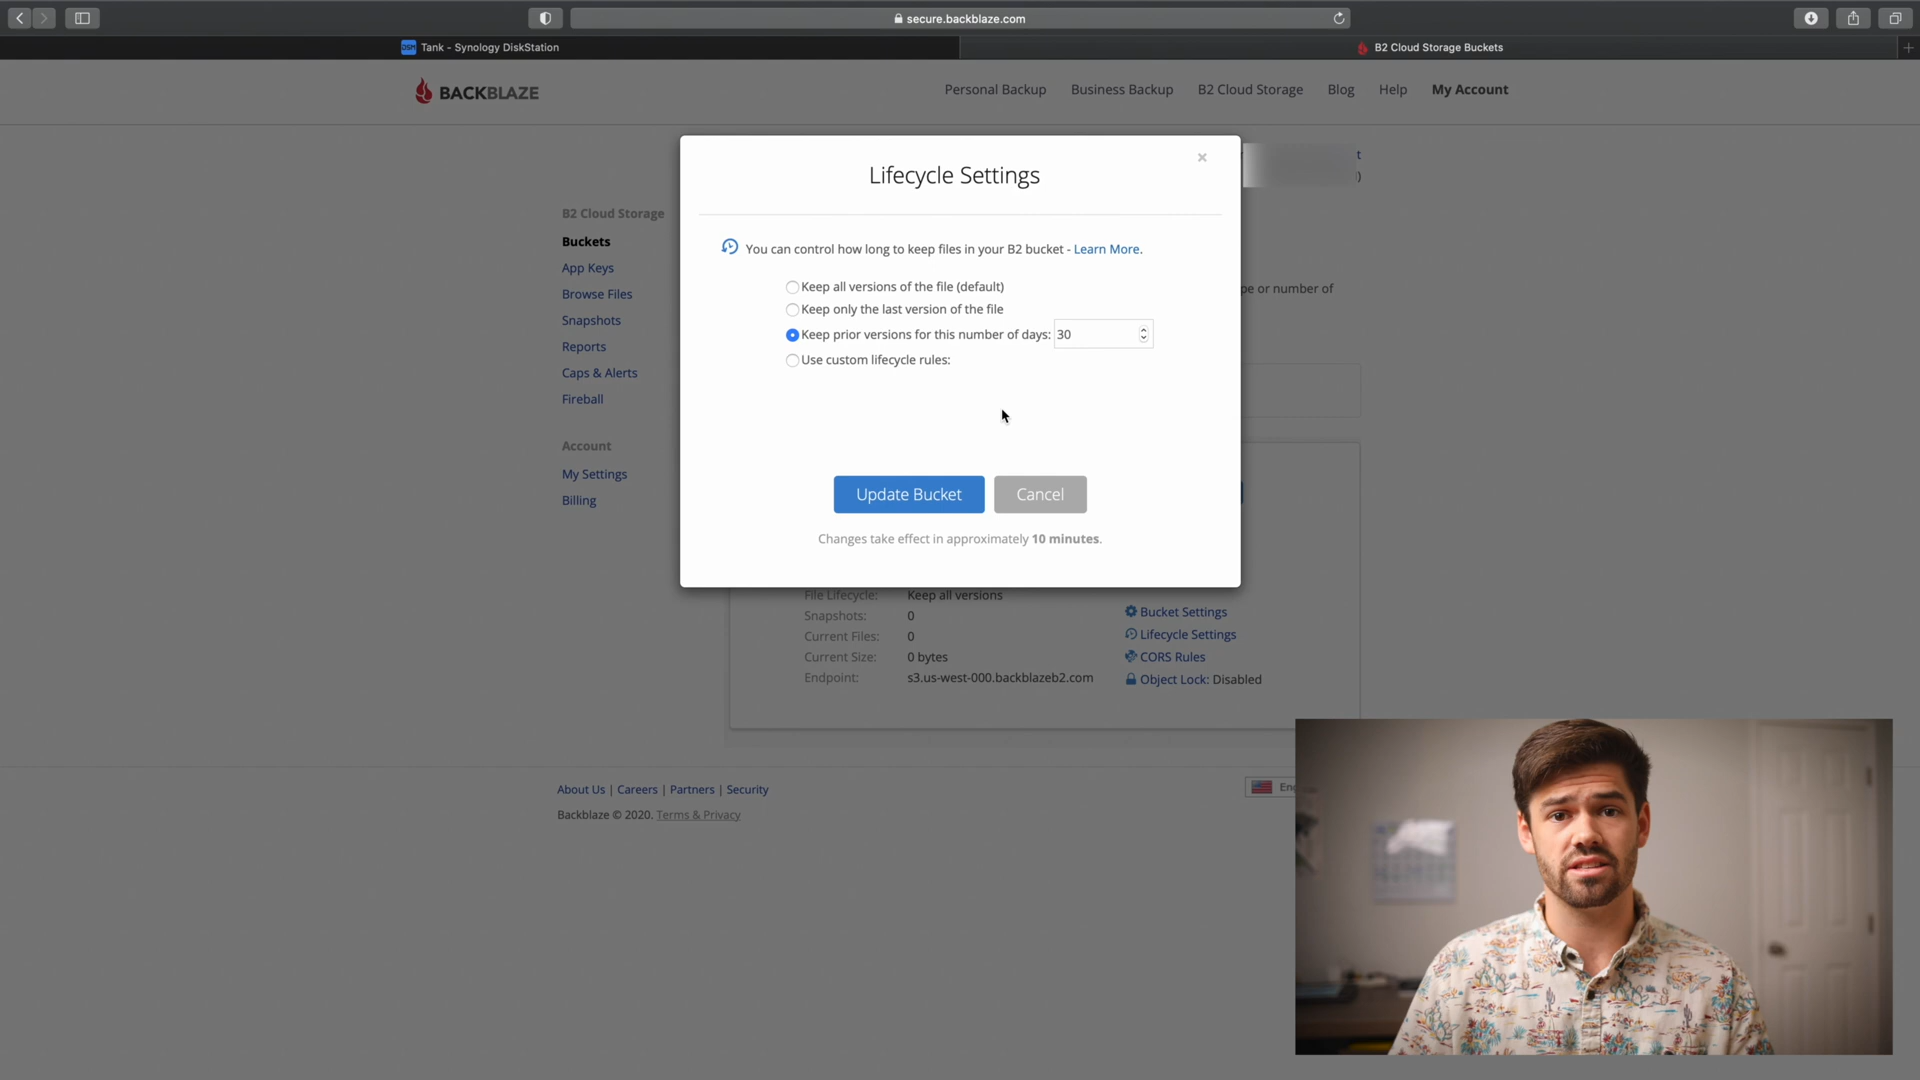 secure.backblaze.com
DSM Tank - Synology DiskStation
B2 Cloud Storage Buckets
BACKBLAZE
Personal Backup
Business Backup
B2 Cloud Storage
Blog
Help
My Account
Lifecycle Settings
×
t
)
B2 Cloud Storage
Buckets
App Keys
Browse Files
Snapshots
Reports
Caps & Alerts
Fireball
Account
My Settings
Billing
You can control how long to keep files in your B2 bucket - Learn More.
Keep all versions of the file (default)
Keep only the last version of the file
Keep prior versions for this number of days: 30
Use custom lifecycle rules:
pe or number of
Update Bucket
Cancel
Changes take effect in approximately 10 minutes.
File Lifecycle: Keep all versions
Snapshots: 0
Current Files: 0
Current Size: 0 bytes
Endpoint: s3.us-west-000.backblazeb2.com
Bucket Settings
Lifecycle Settings
CORS Rules
Object Lock: Disabled
About Us | Careers | Partners | Security
Backblaze © 2020. Terms & Privacy
Eng